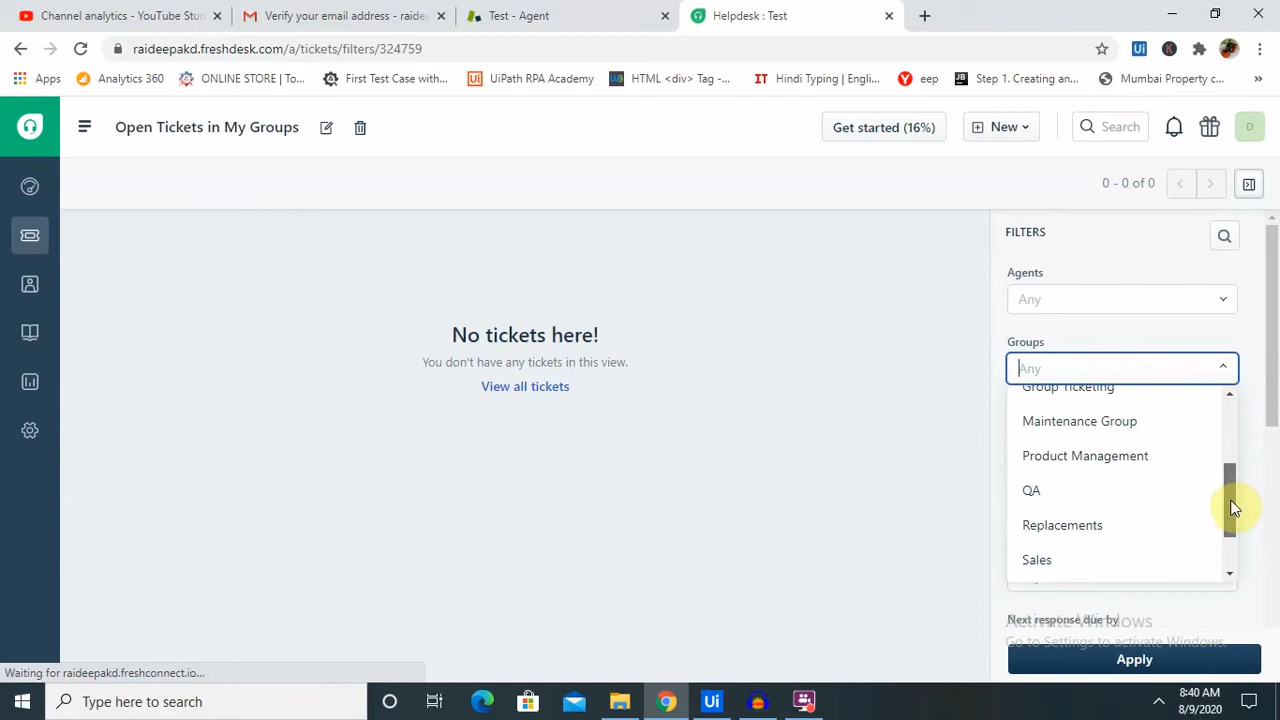 Channel analytics - YouTube Stu
Verify your email address - raide
Test - Agent
Helpdesk : Test
raideepakd.freshdesk.com/a/tickets/filters/324759
Apps
Analytics 360
ONLINE STORE | To...
First Test Case with...
UiPath RPA Academy
HTML <div> Tag -...
Hindi Typing | Engli...
eep
Step 1. Creating an...
Mumbai Property c...
»
Open Tickets in My Groups
Get started (16%)
New
Search
D
0 - 0 of 0
FILTERS
Agents
Any
Groups
Any
No tickets here!
You don't have any tickets in this view.
View all tickets
Group Ticketing
Maintenance Group
Product Management
QA
Replacements
Sales
Next response due by
Activate Windows
Go to Settings to activate Windows.
Apply
Waiting for raideepakd.freshconnect.io...
Type here to search
8:40 AM
8/9/2020